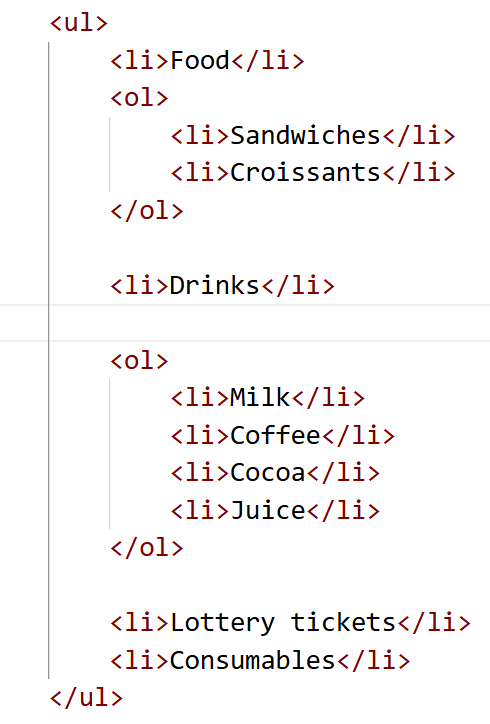 <ul>
<li>Food</li>
<ol>
<li>Sandwiches</li>
<li>Croissants</li>
</ol>
<li>Drinks</li>
<ol>
<li>Milk</li>
<li>Coffee</li>
<li>Cocoa</li>
<li>Juice</li>
</ol>
<li>Lottery tickets</li>
<li>Consumables</li>
</ul>